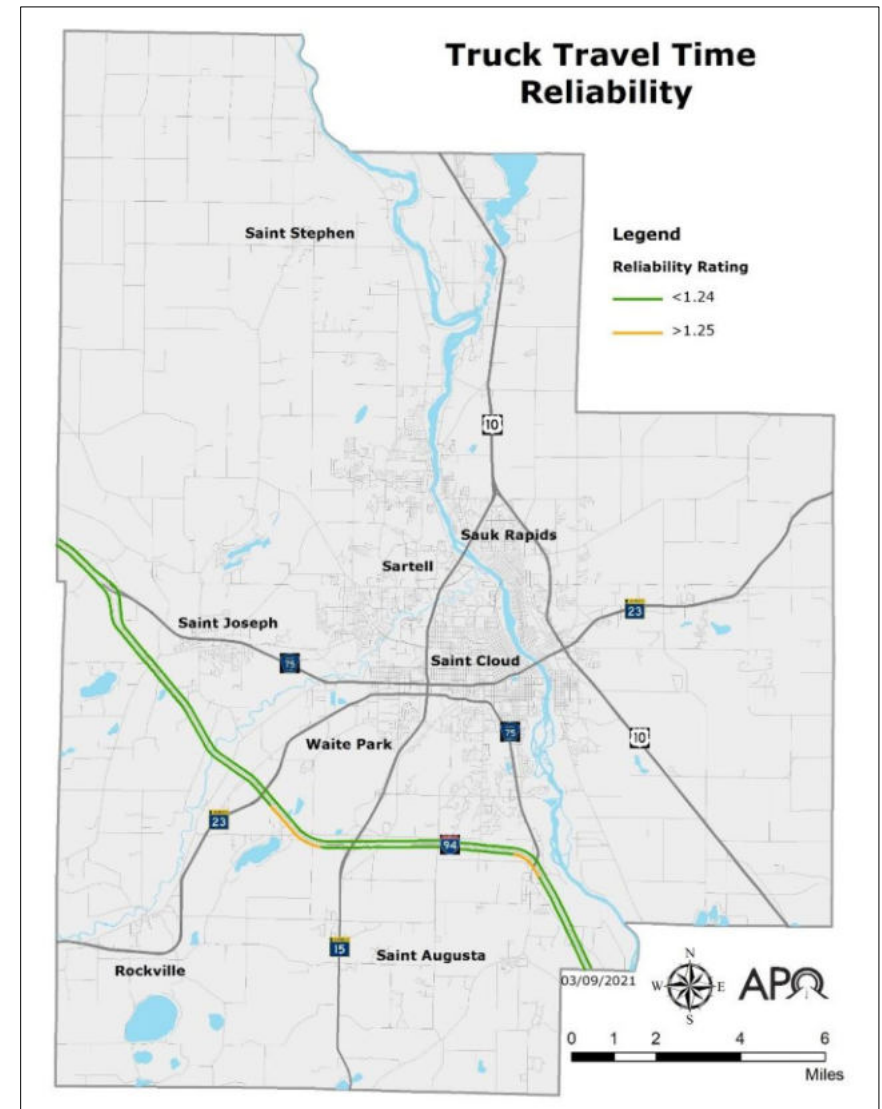 Truck Travel Time
Reliability
Saint Stephen
Legend
Reliability Rating
<1.24
>1.25
10
Sauk Rapids
Sartell
23
Saint Joseph
75
Saint Cloud
75
10
Waite Park
23
94
15
Saint Augusta
Rockville
03/09/2021
N
W
E
S
APO
0 1 2 4 6
Miles